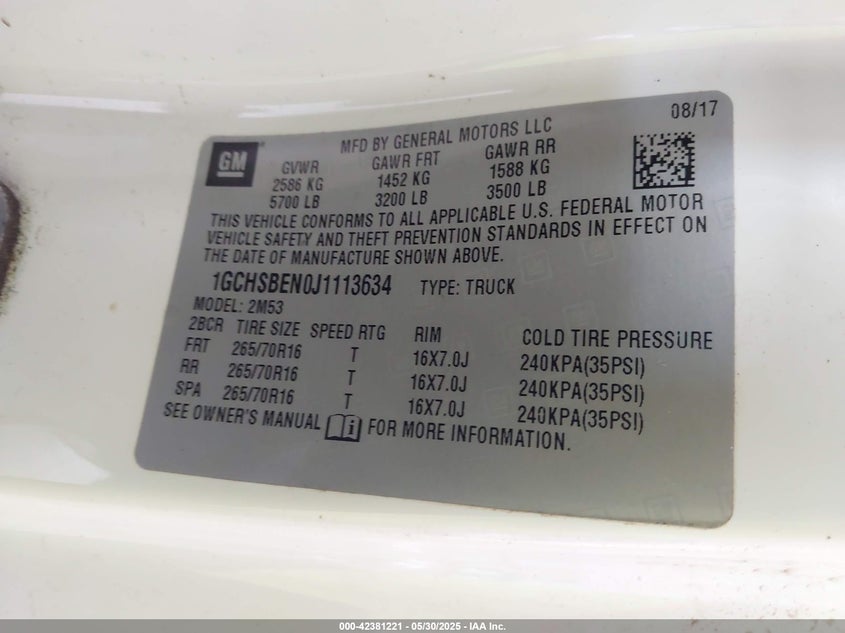 08/17
GM
MFD BY GENERAL MOTORS LLC
GVWR GAWR FRT GAWR RR
2586 KG 1452 KG 1588 KG
5700 LB 3200 LB 3500 LB
THIS VEHICLE CONFORMS TO ALL APPLICABLE U.S. FEDERAL MOTOR
VEHICLE SAFETY AND THEFT PREVENTION STANDARDS IN EFFECT ON
THE DATE OF MANUFACTURE SHOWN ABOVE.
1GCHSBEN0J1113634 TYPE: TRUCK
MODEL: 2M53
2BCR TIRE SIZE SPEED RTG RIM COLD TIRE PRESSURE
FRT 265/70R16 T 16X7.0J 240KPA(35PSI)
RR 265/70R16 T 16X7.0J 240KPA(35PSI)
SPA 265/70R16 T 16X7.0J 240KPA(35PSI)
SEE OWNER'S MANUAL FOR MORE INFORMATION.
000-42381221 - 05/30/2025 - IAA Inc.